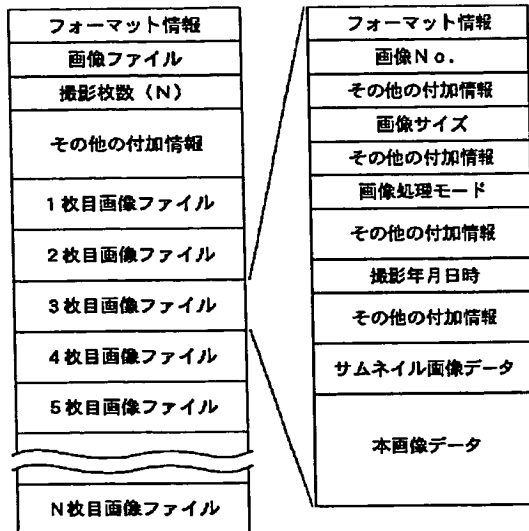 フォーマット情報
画像ファイル
撮影枚数（N）
その他の付加情報
1枚目画像ファイル
2枚目画像ファイル
3枚目画像ファイル
4枚目画像ファイル
5枚目画像ファイル
N枚目画像ファイル
フォーマット情報
画像No.
その他の付加情報
画像サイズ
その他の付加情報
画像処理モード
その他の付加情報
撮影年月日時
その他の付加情報
サムネイル画像データ
本画像データ